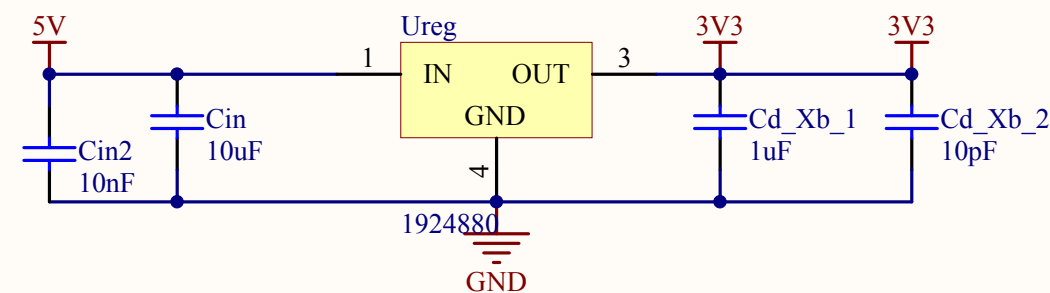 5V
Ureg
3V3
3V3
1
IN
OUT
3
GND
4
Cin2
10nF
Cin
10uF
Cd_Xb_1
1uF
Cd_Xb_2
10pF
1924880
GND